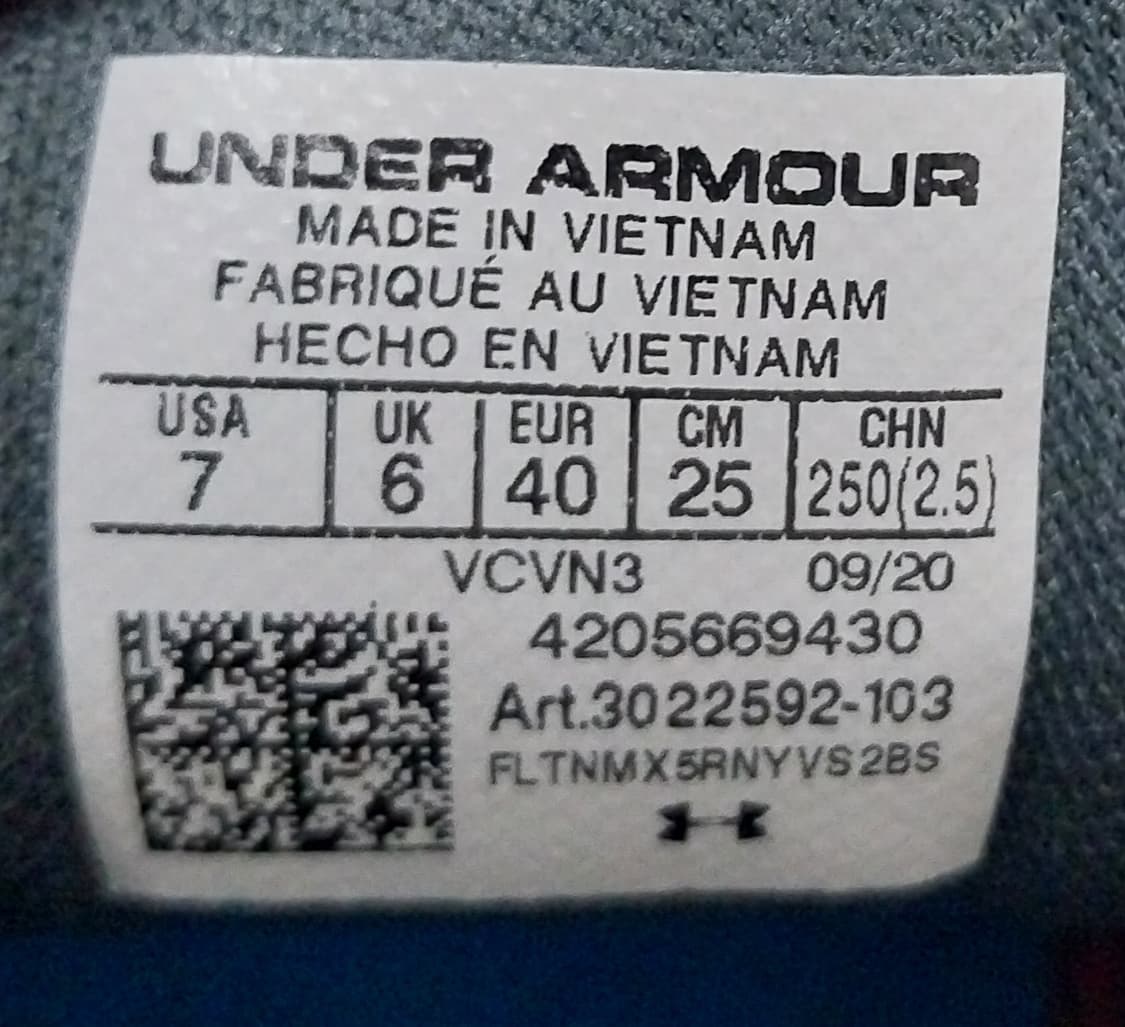 UNDER ARMOUR
MADE IN VIETNAM
FABRIQUÉ AU VIETNAM
HECHO EN VIETNAM
USA UK EUR CM CHN
7 6 40 25 250(2.5)
VCVN3 09/20
4205669430
Art.3022592-103
FLTNMX5RNYVS2BS